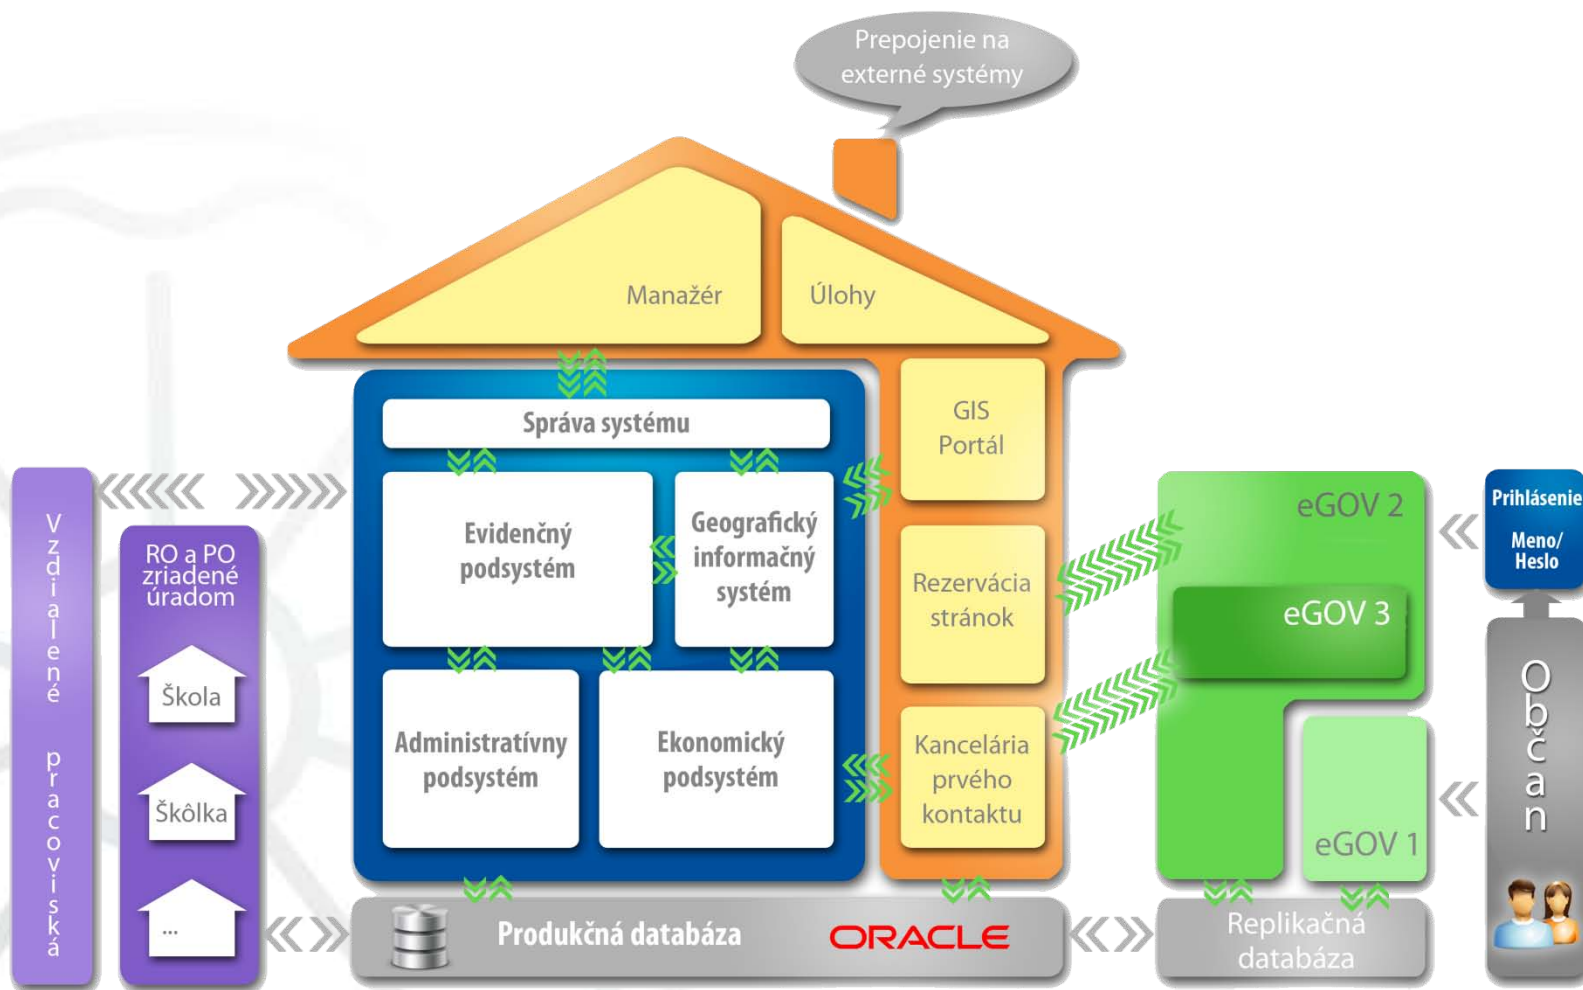 Prepojenie na
externé systémy
Manažér
Úlohy
Správa systému
GIS
Portál
Evidenčný
podsystém
Geografický
informačný
systém
Rezervácia
stránok
Administratívny
podsystém
Ekonomický
podsystém
Kancelária
prvého
kontaktu
Vzdialené pracoviská
RO a PO
zriadené
úradom
Škola
Škôlka
...
Produkčná databáza
ORACLE
eGOV 2
eGOV 3
eGOV 1
Replikačná
databáza
Prihlásenie
Meno/
Heslo
Občan